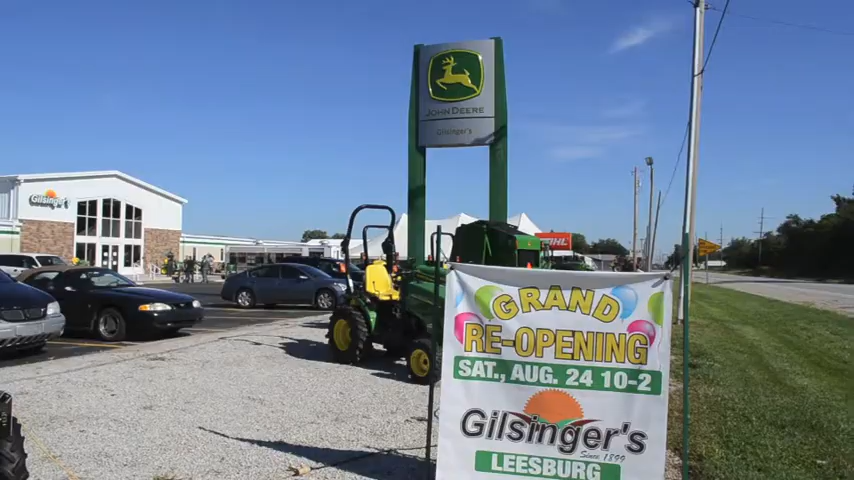 JOHN DEERE
Gilsinger's
Gilsinger's
STIHL
GRAND
RE-OPENING
SAT., AUG. 24 10-2
Gilsinger's
Since 1899
LEESBURG